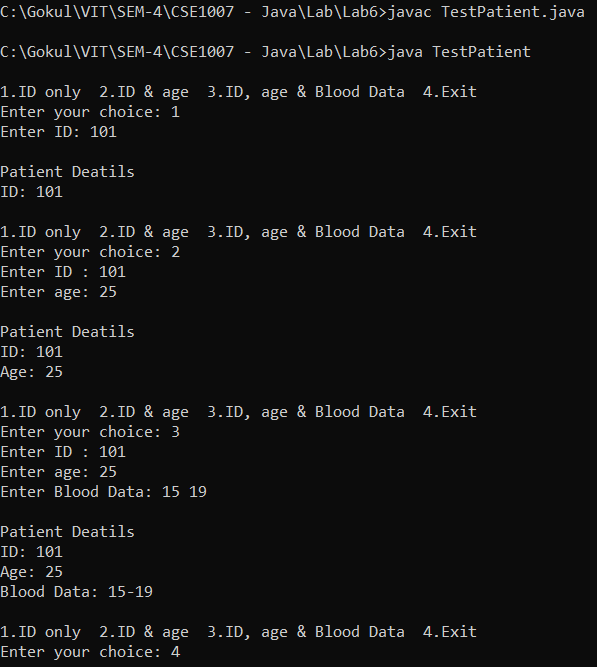 C:\Gokul\VIT\SEM-4\CSE1007 - Java\Lab\Lab6>javac TestPatient.java
C:\Gokul\VIT\SEM-4\CSE1007 - Java\Lab\Lab6>java TestPatient
1.ID only  2.ID & age  3.ID, age & Blood Data  4.Exit
Enter your choice: 1
Enter ID: 101
Patient Deatils
ID: 101
1.ID only  2.ID & age  3.ID, age & Blood Data  4.Exit
Enter your choice: 2
Enter ID : 101
Enter age: 25
Patient Deatils
ID: 101
Age: 25
1.ID only  2.ID & age  3.ID, age & Blood Data  4.Exit
Enter your choice: 3
Enter ID : 101
Enter age: 25
Enter Blood Data: 15 19
Patient Deatils
ID: 101
Age: 25
Blood Data: 15-19
1.ID only  2.ID & age  3.ID, age & Blood Data  4.Exit
Enter your choice: 4